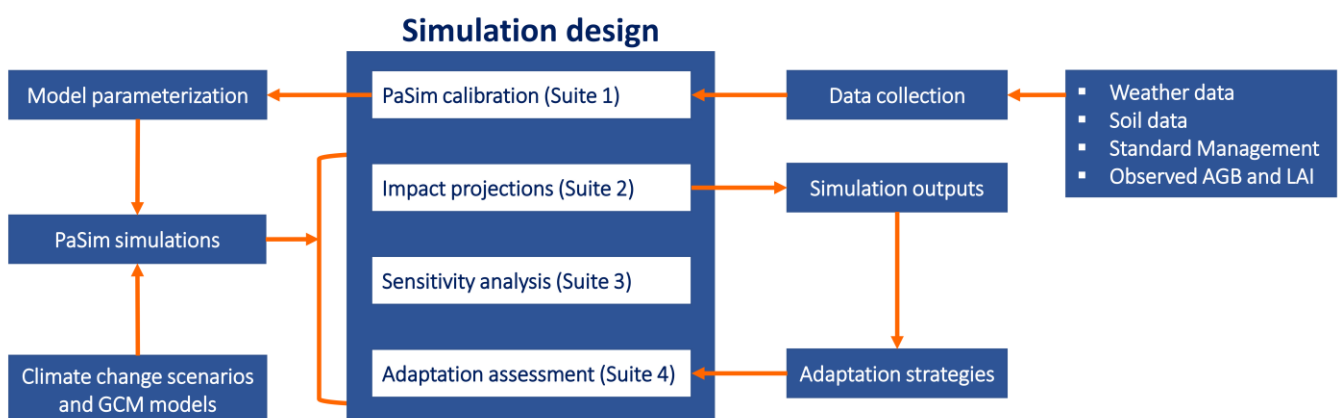 Simulation design
Model parameterization
PaSim calibration (Suite 1)
Data collection
▪ Weather data
▪ Soil data
▪ Standard Management
▪ Observed AGB and LAI
Impact projections (Suite 2)
Simulation outputs
PaSim simulations
Sensitivity analysis (Suite 3)
Climate change scenarios
and GCM models
Adaptation assessment (Suite 4)
Adaptation strategies